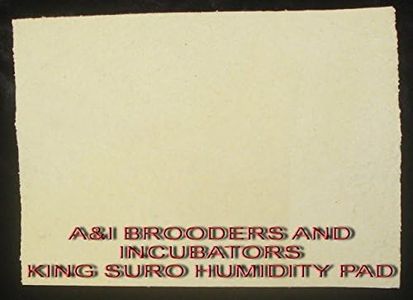 A&I BROODERS AND
INCUBATORS
KING SURO HUMIDITY PAD